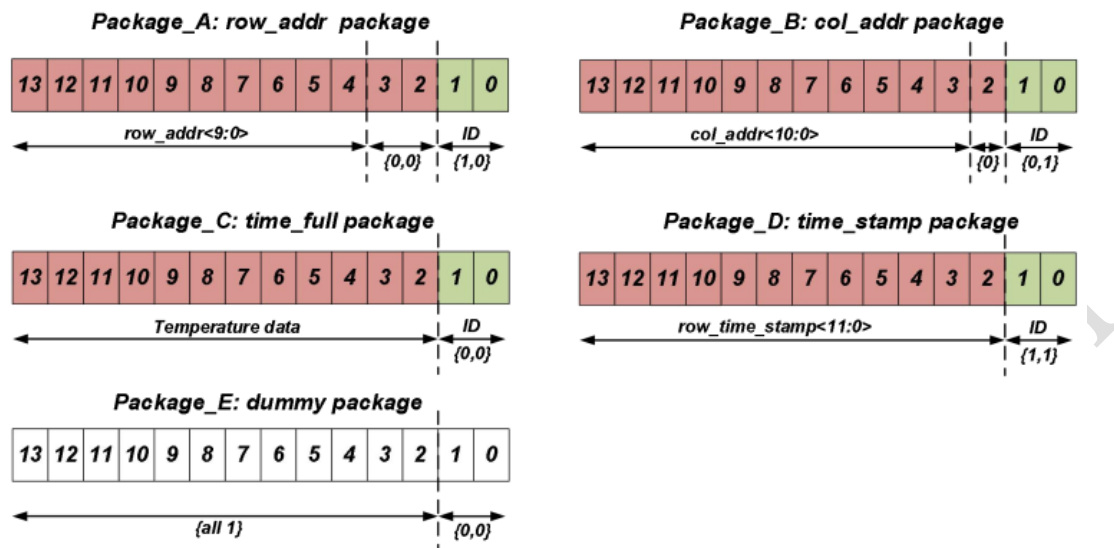 Package_A: row_addr package
13 12 11 10 9 8 7 6 5 4 3 2 1 0
row_addr<9:0>
{0,0}
ID
{1,0}
Package_B: col_addr package
13 12 11 10 9 8 7 6 5 4 3 2 1 0
col_addr<10:0>
{0}
ID
{0,1}
Package_C: time_full package
13 12 11 10 9 8 7 6 5 4 3 2 1 0
Temperature data
ID
{0,0}
Package_D: time_stamp package
13 12 11 10 9 8 7 6 5 4 3 2 1 0
row_time_stamp<11:0>
ID
{1,1}
Package_E: dummy package
13 12 11 10 9 8 7 6 5 4 3 2 1 0
{all 1}
{0,0}